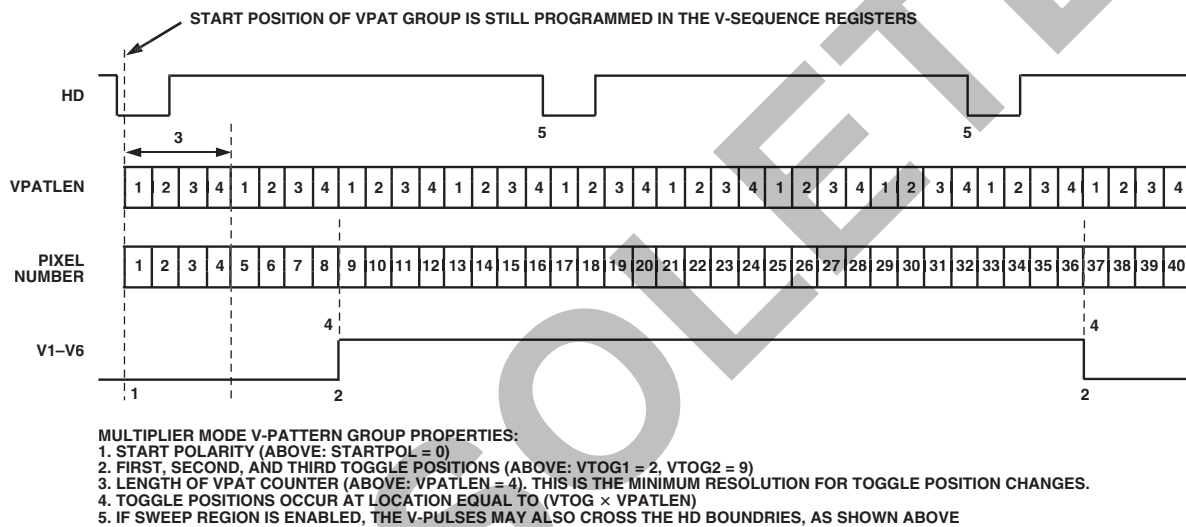 START POSITION OF VPAT GROUP IS STILL PROGRAMMED IN THE V-SEQUENCE REGISTERS
HD
3
5
5
VPATLEN
1 2 3 4 1 2 3 4 1 2 3 4 1 2 3 4 1 2 3 4 1 2 3 4 1 2 3 4 1 2 3 4 1 2 3 4 1 2 3 4
PIXEL
NUMBER
1 2 3 4 5 6 7 8 9 10 11 12 13 14 15 16 17 18 19 20 21 22 23 24 25 26 27 28 29 30 31 32 33 34 35 36 37 38 39 40
4
4
V1–V6
1
2
2
MULTIPLIER MODE V-PATTERN GROUP PROPERTIES:
1. START POLARITY (ABOVE: STARTPOL = 0)
2. FIRST, SECOND, AND THIRD TOGGLE POSITIONS (ABOVE: VTOG1 = 2, VTOG2 = 9)
3. LENGTH OF VPAT COUNTER (ABOVE: VPATLEN = 4). THIS IS THE MINIMUM RESOLUTION FOR TOGGLE POSITION CHANGES.
4. TOGGLE POSITIONS OCCUR AT LOCATION EQUAL TO (VTOG × VPATLEN)
5. IF SWEEP REGION IS ENABLED, THE V-PULSES MAY ALSO CROSS THE HD BOUNDRIES, AS SHOWN ABOVE
SOLETE